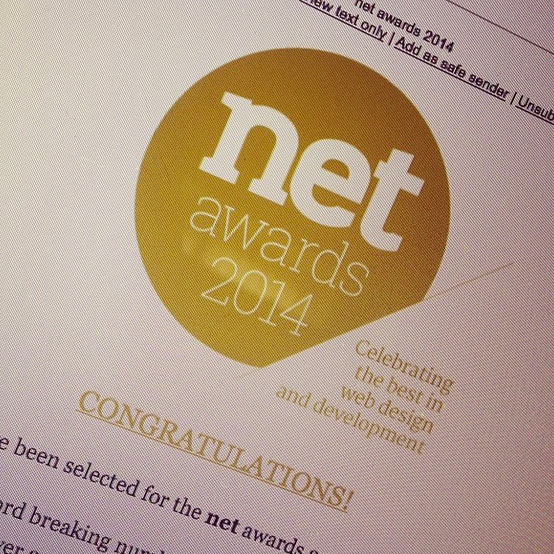 net awards 2014
text only | Add as safe sender |
net
awards
2014
Celebrating
the best in
web design
and development
CONGRATULATIONS!
been selected for the net awards
breaking